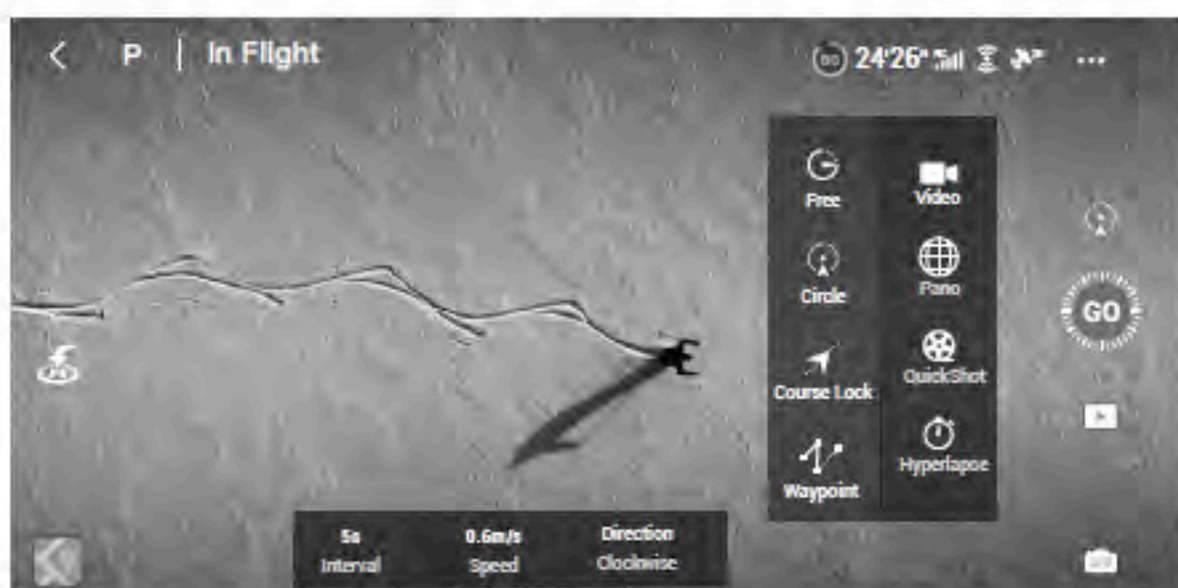 P | In Flight
24'26"
Free
Video
Circle
Pano
Course Lock
QuickShot
Waypoint
Hyperlapse
GO
5s
0.6m/s
Direction
Interval
Speed
Clockwise